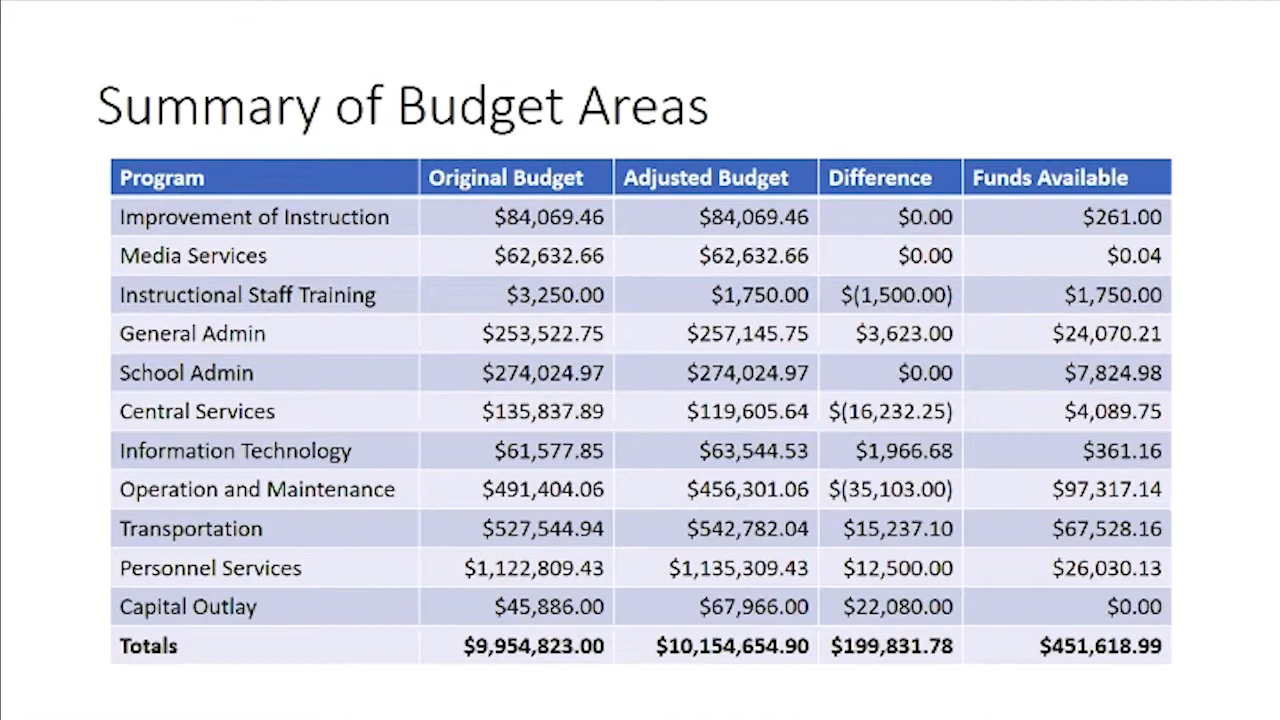 Summary of Budget Areas
Program Original Budget Adjusted Budget Difference Funds Available
Improvement of Instruction $84,069.46 $84,069.46 $0.00 $261.00
Media Services $62,632.66 $62,632.66 $0.00 $0.04
Instructional Staff Training $3,250.00 $1,750.00 $(1,500.00) $1,750.00
General Admin $253,522.75 $257,145.75 $3,623.00 $24,070.21
School Admin $274,024.97 $274,024.97 $0.00 $7,824.98
Central Services $135,837.89 $119,605.64 $(16,232.25) $4,089.75
Information Technology $61,577.85 $63,544.53 $1,966.68 $361.16
Operation and Maintenance $491,404.06 $456,301.06 $(35,103.00) $97,317.14
Transportation $527,544.94 $542,782.04 $15,237.10 $67,528.16
Personnel Services $1,122,809.43 $1,135,309.43 $12,500.00 $26,030.13
Capital Outlay $45,886.00 $67,966.00 $22,080.00 $0.00
Totals $9,954,823.00 $10,154,654.90 $199,831.78 $451,618.99